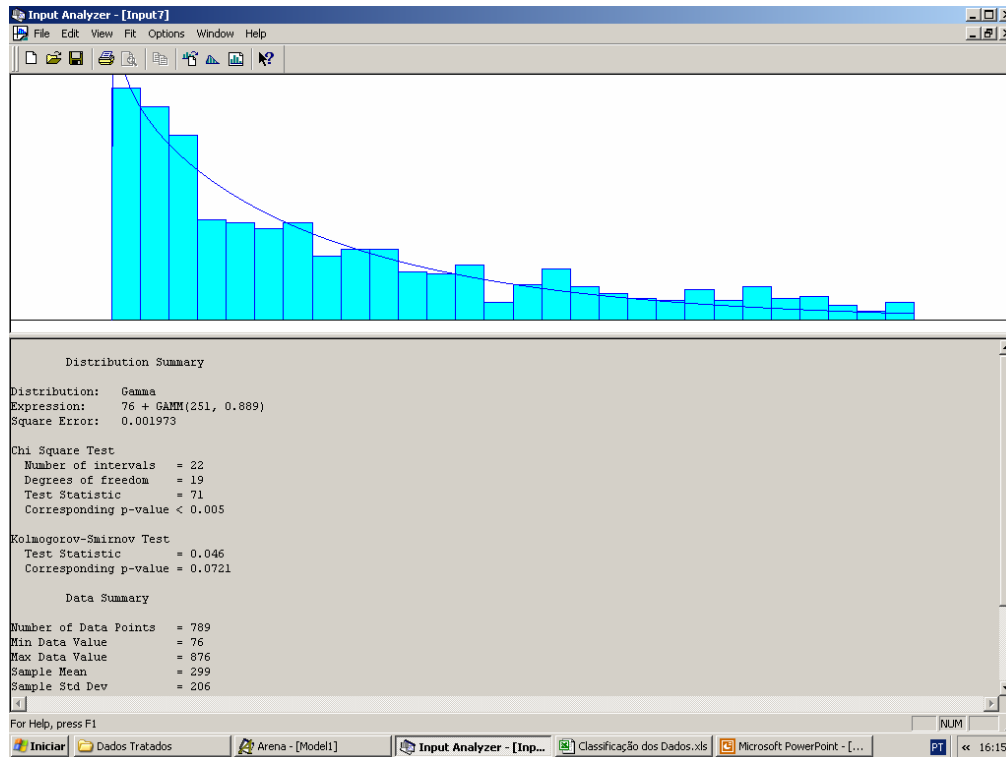 Input Analyzer - [Input7]
File Edit View Fit Options Window Help
Distribution Summary
Distribution: Gamma
Expression: 76 + GAMM(251, 0.889)
Square Error: 0.001973
Chi Square Test
Number of intervals = 22
Degrees of freedom = 19
Test Statistic = 71
Corresponding p-value < 0.005
Kolmogorov-Smirnov Test
Test Statistic = 0.046
Corresponding p-value = 0.0721
Data Summary
Number of Data Points = 789
Min Data Value = 76
Max Data Value = 876
Sample Mean = 299
Sample Std Dev = 206
For Help, press F1 NUM
Iniciar Dados Tratados Arena - [Model1] Input Analyzer - [Inp... Classificação dos Dados.xls Microsoft PowerPoint - [... PT « 16:15